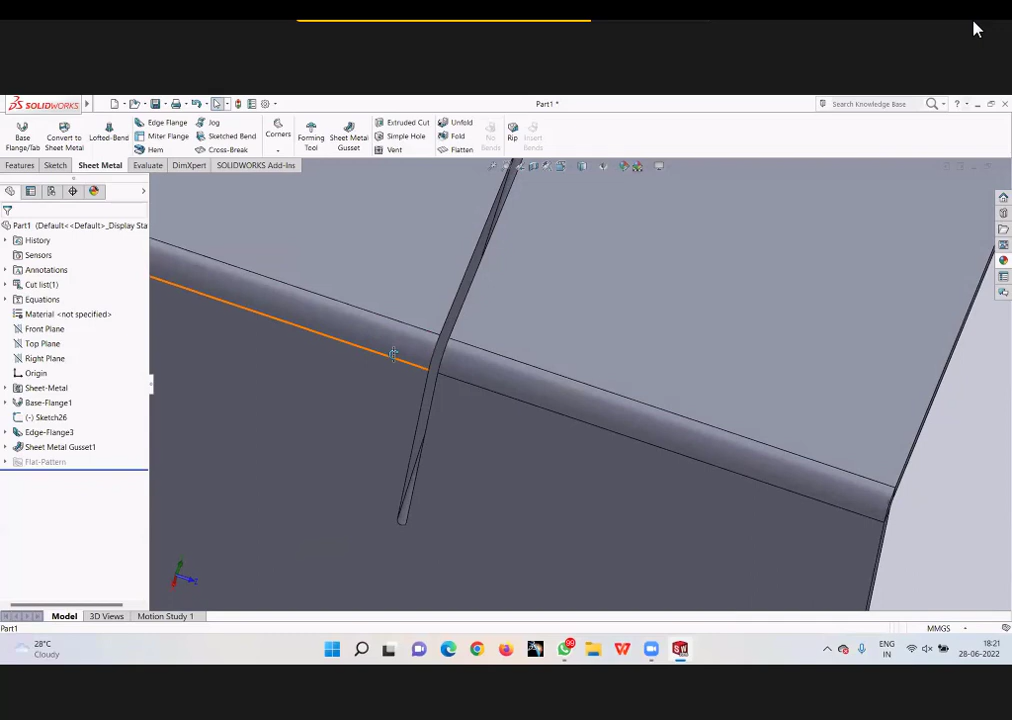 SOLIDWORKS
Part1 *
Search Knowledge Base
Base Flange/Tab
Convert to Sheet Metal
Lofted-Bend
Edge Flange
Miter Flange
Hem
Jog
Sketched Bend
Cross-Break
Corners
Forming Tool
Sheet Metal Gusset
Extruded Cut
Simple Hole
Vent
Unfold
Fold
Flatten
No Bends
Rip
Insert Bends
Features
Sketch
Sheet Metal
Evaluate
DimXpert
SOLIDWORKS Add-Ins
Part1 (Default<<Default>_Display Sta
History
Sensors
Annotations
Cut list(1)
Equations
Material <not specified>
Front Plane
Top Plane
Right Plane
Origin
Sheet-Metal
Base-Flange1
(-) Sketch26
Edge-Flange3
Sheet Metal Gusset1
Flat-Pattern
Model
3D Views
Motion Study 1
Part1
MMGS
28°C
Cloudy
99
ENG
IN
18:21
28-06-2022